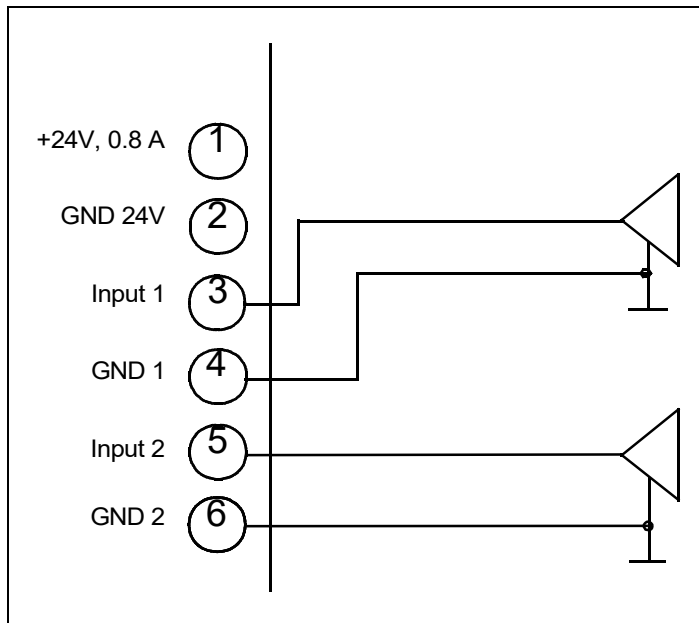 +24V, 0.8 A 1
GND 24V 2
Input 1 3
GND 1 4
Input 2 5
GND 2 6